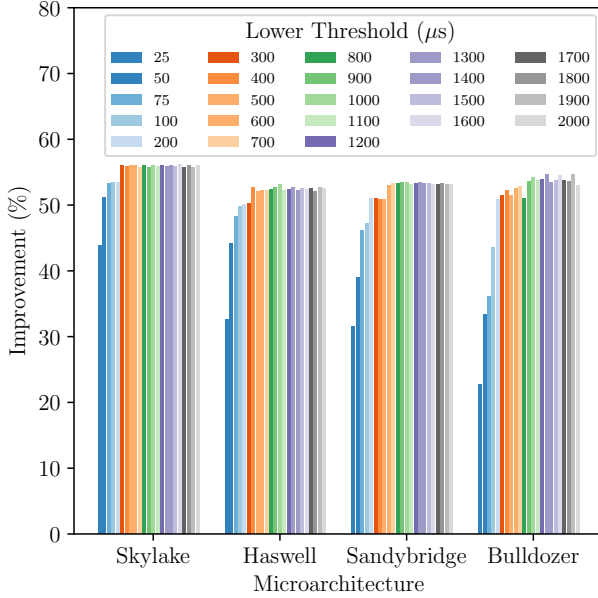 80
70
60
50
40
30
20
10
0
Improvement (%)
Lower Threshold (μs)
25 300 800 1300 1700
50 400 900 1400 1800
75 500 1000 1500 1900
100 600 1100 1600 2000
200 700 1200
Skylake Haswell Sandybridge Bulldozer
Microarchitecture